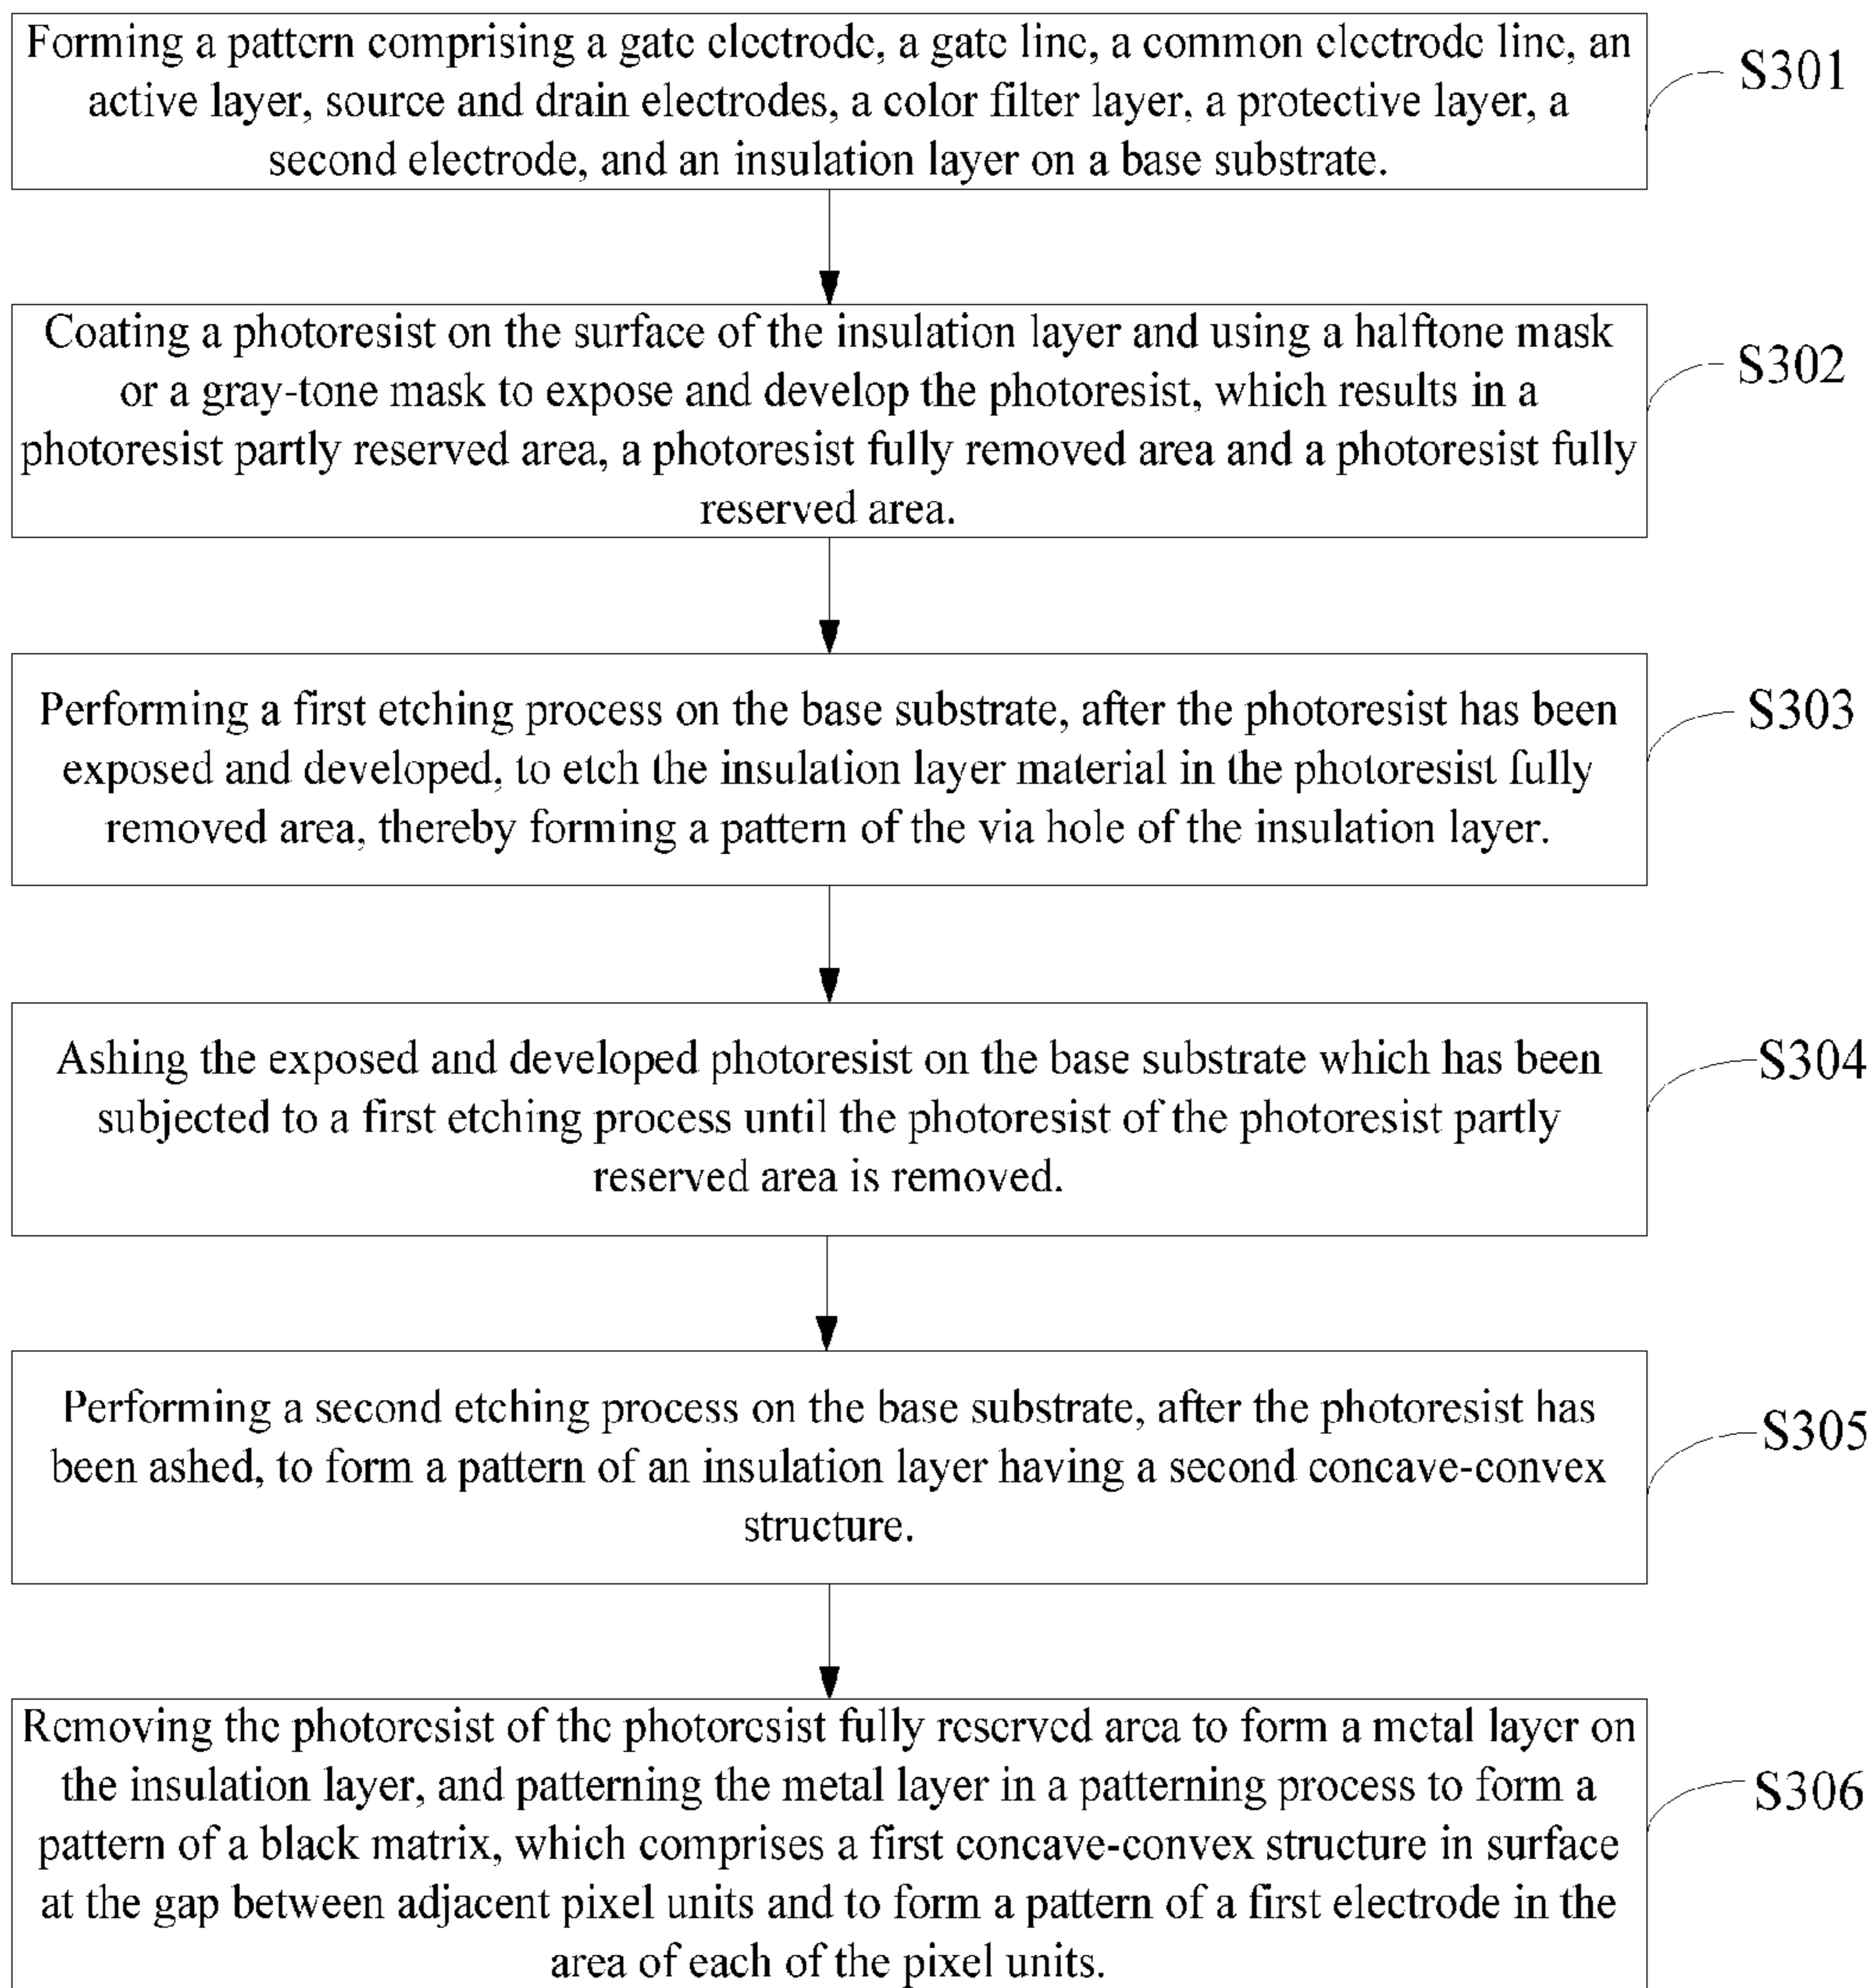 Forming a pattern comprising a gate electrode, a gate line, a common electrode line, an
active layer, source and drain electrodes, a color filter layer, a protective layer, a
second electrode, and an insulation layer on a base substrate.
S301
Coating a photoresist on the surface of the insulation layer and using a halftone mask
or a gray-tone mask to expose and develop the photoresist, which results in a
photoresist partly reserved area, a photoresist fully removed area and a photoresist fully
reserved area.
S302
Performing a first etching process on the base substrate, after the photoresist has been
exposed and developed, to etch the insulation layer material in the photoresist fully
removed area, thereby forming a pattern of the via hole of the insulation layer.
S303
Ashing the exposed and developed photoresist on the base substrate which has been
subjected to a first etching process until the photoresist of the photoresist partly
reserved area is removed.
S304
Performing a second etching process on the base substrate, after the photoresist has
been ashed, to form a pattern of an insulation layer having a second concave-convex
structure.
S305
Removing the photoresist of the photoresist fully reserved area to form a metal layer on
the insulation layer, and patterning the metal layer in a patterning process to form a
pattern of a black matrix, which comprises a first concave-convex structure in surface
at the gap between adjacent pixel units and to form a pattern of a first electrode in the
area of each of the pixel units.
S306